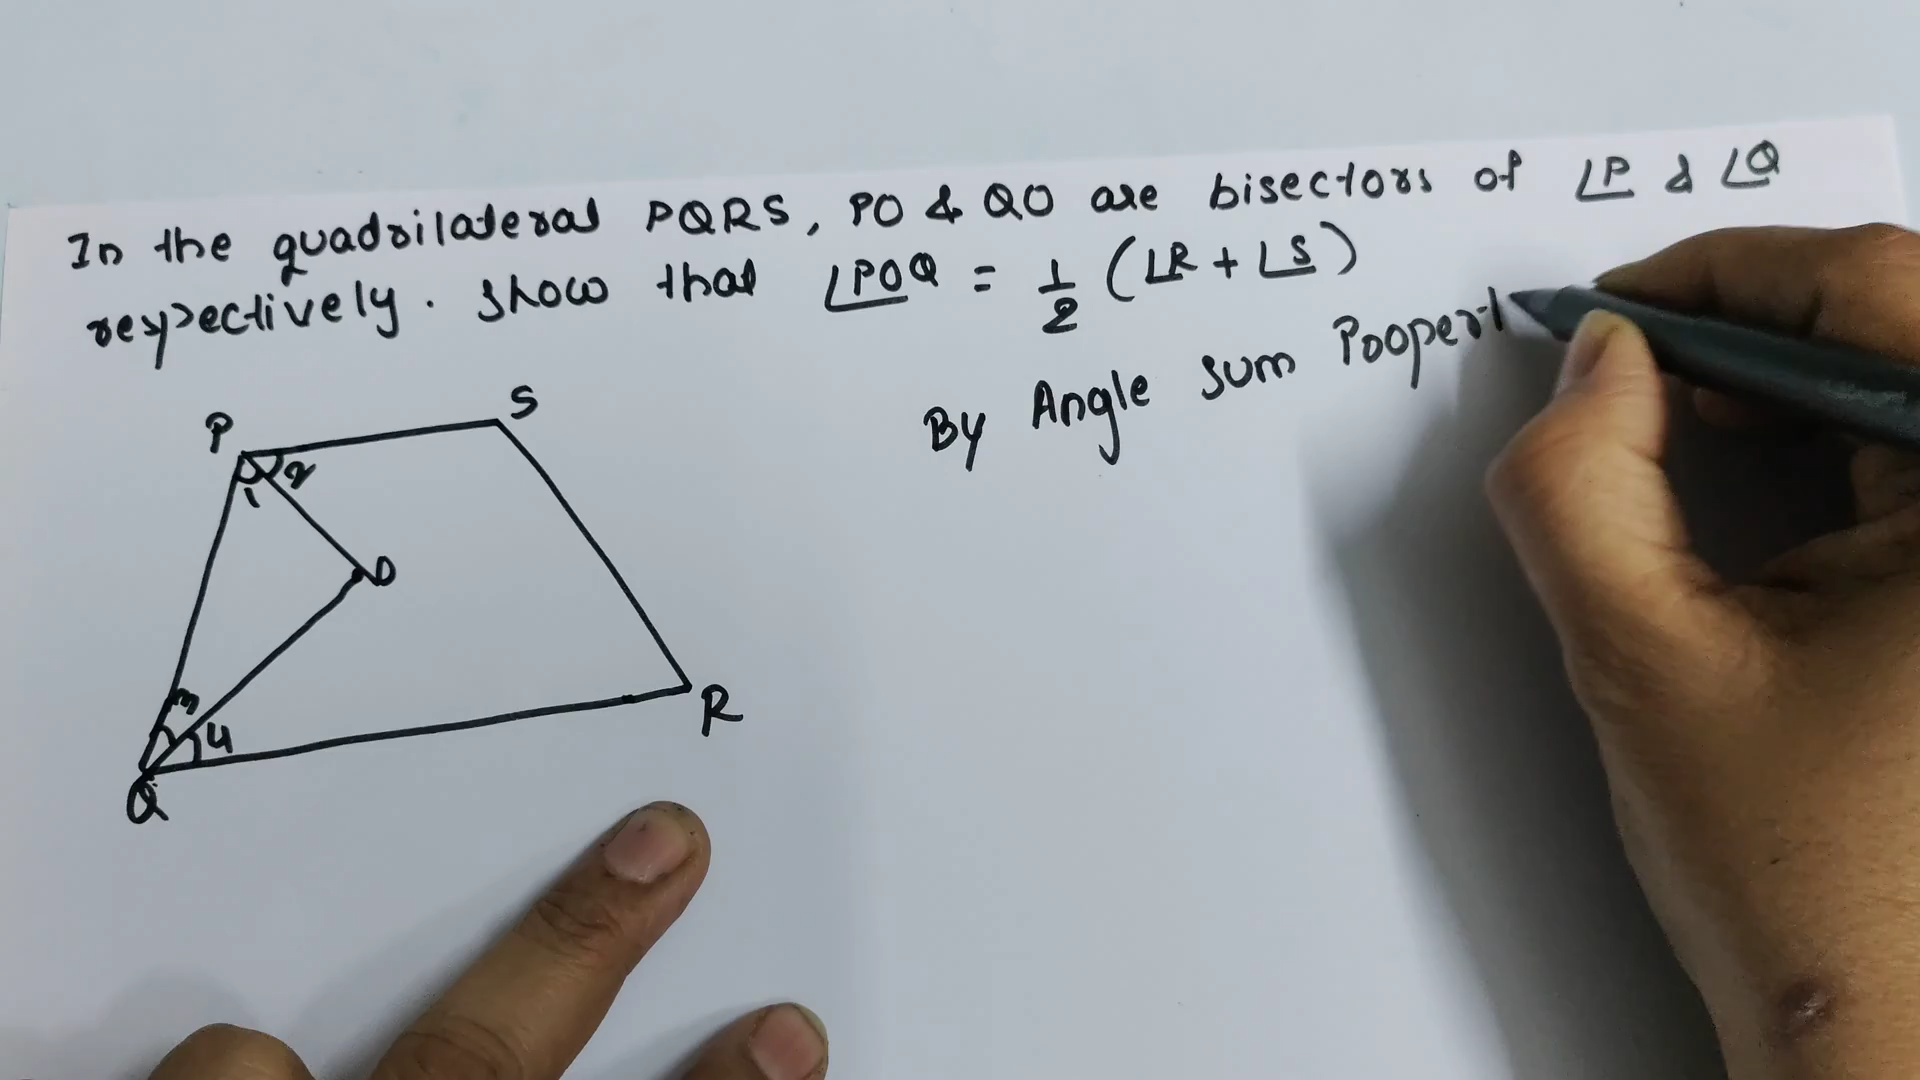 In the quadrilateral PQRS, PO & QO are bisectors of ∠P & ∠Q
respectively. Show that ∠POQ = 1/2 (∠R + ∠S)
By Angle sum Propert
P
S
1
2
O
3
4
R
Q